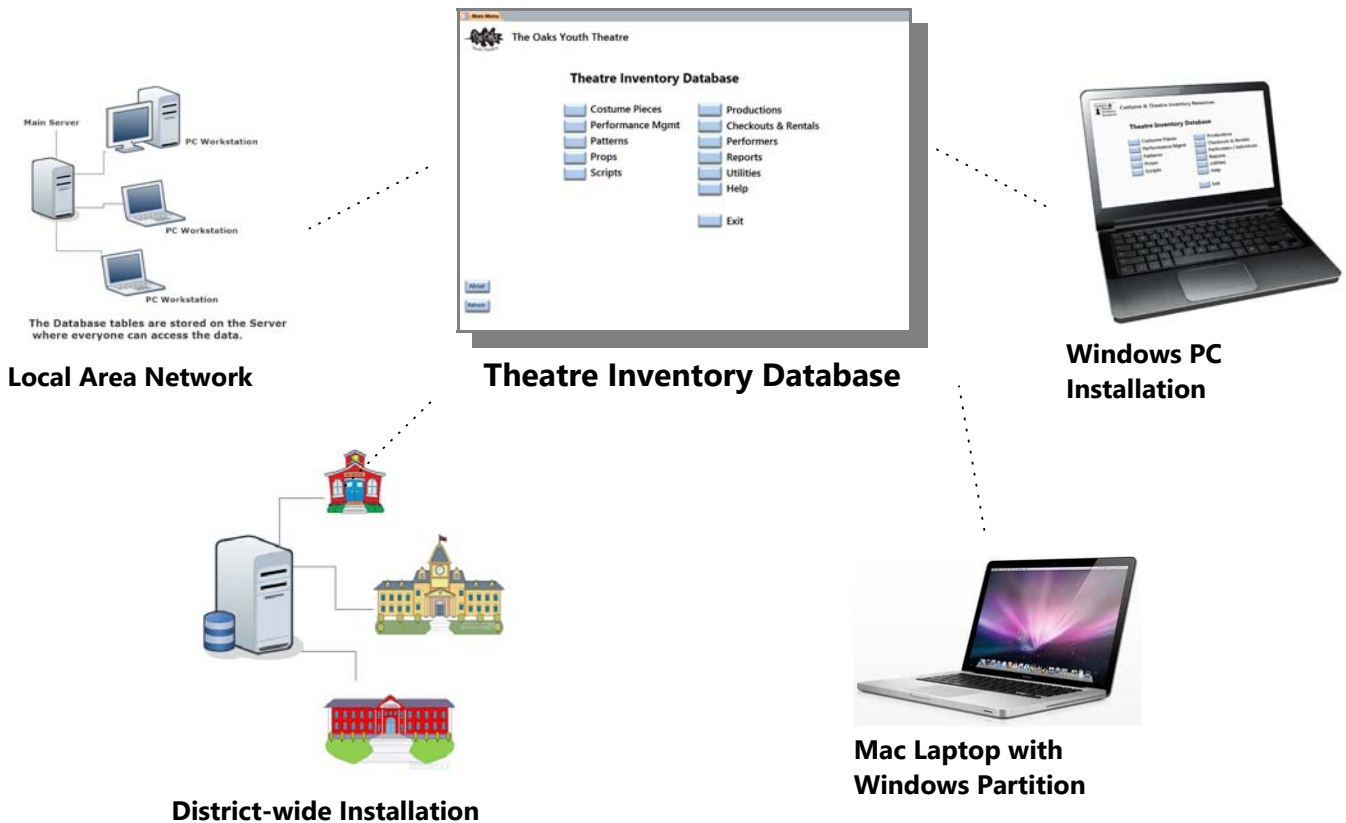 Main Menu
The Oaks Youth Theatre
Theatre Inventory Database
Costume Pieces
Performance Mgmt
Patterns
Props
Scripts
Productions
Checkouts & Rentals
Performers
Reports
Utilities
Help
Exit
About
Main Server
PC Workstation
PC Workstation
PC Workstation
The Database tables are stored on the Server
where everyone can access the data.
Local Area Network
Theatre Inventory Database
Costume & Theatre Inventory Resources
Theatre Inventory Database
Costume Pieces
Performance Mgmt
Patterns
Props
Scripts
Productions
Checkouts & Rentals
Performers / Individuals
Reports
Utilities
Help
Exit
Windows PC
Installation
District-wide Installation
Mac Laptop with
Windows Partition